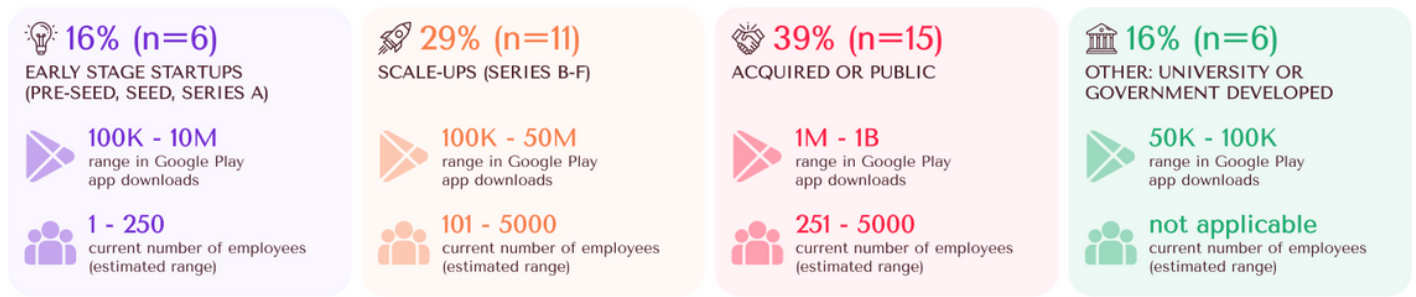 16% (n=6)
EARLY STAGE STARTUPS
(PRE-SEED, SEED, SERIES A)
100K - 10M
range in Google Play
app downloads
1 - 250
current number of employees
(estimated range)
29% (n=11)
SCALE-UPS (SERIES B-F)
100K - 50M
range in Google Play
app downloads
101 - 5000
current number of employees
(estimated range)
39% (n=15)
ACQUIRED OR PUBLIC
1M - 1B
range in Google Play
app downloads
251 - 5000
current number of employees
(estimated range)
16% (n=6)
OTHER: UNIVERSITY OR
GOVERNMENT DEVELOPED
50K - 100K
range in Google Play
app downloads
not applicable
current number of employees
(estimated range)